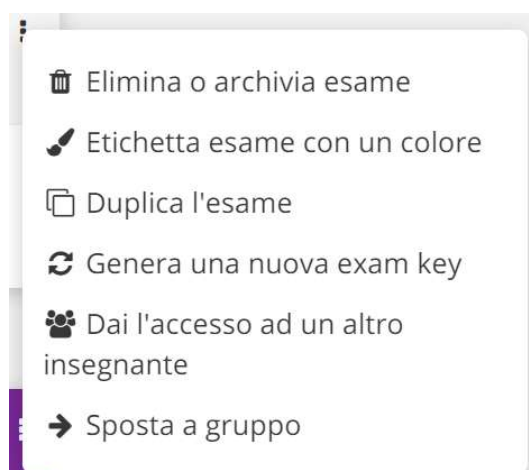 Elimina o archivia esame
Etichetta esame con un colore
Duplica l'esame
Genera una nuova exam key
Dai l'accesso ad un altro
insegnante
Sposta a gruppo